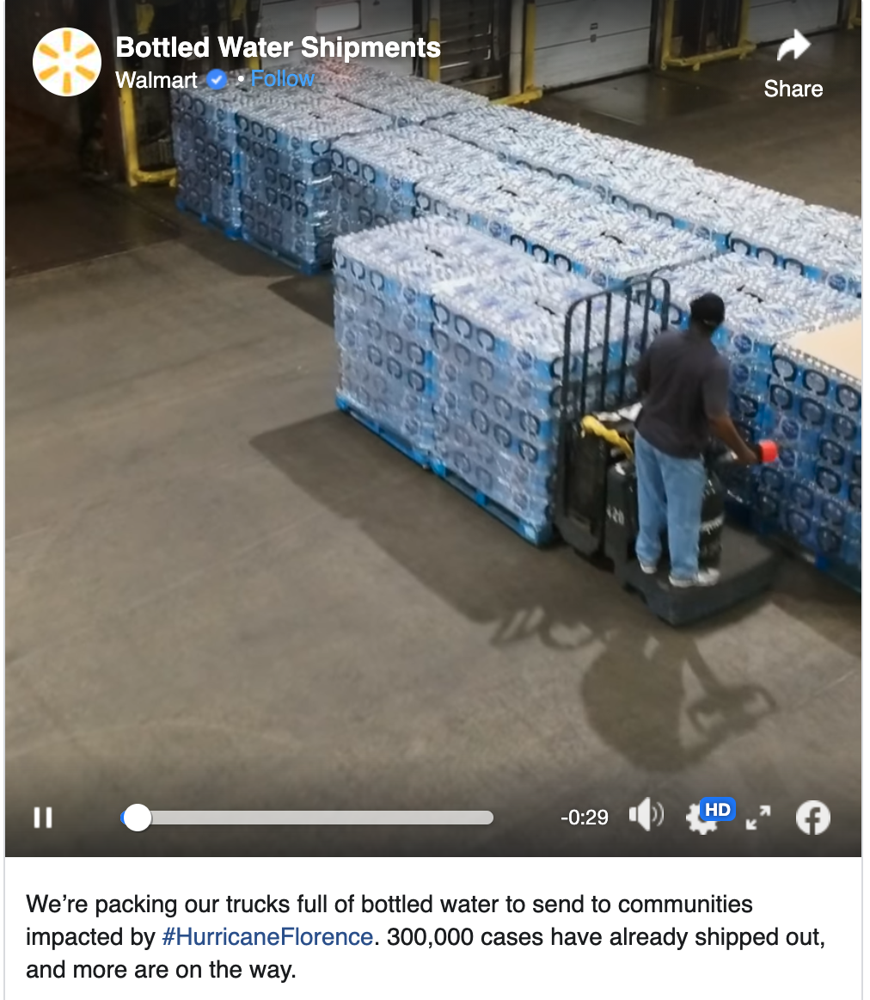 Bottled Water Shipments
Walmart • Follow
Share
420
-0:29
HD
We’re packing our trucks full of bottled water to send to communities
impacted by #HurricaneFlorence. 300,000 cases have already shipped out,
and more are on the way.